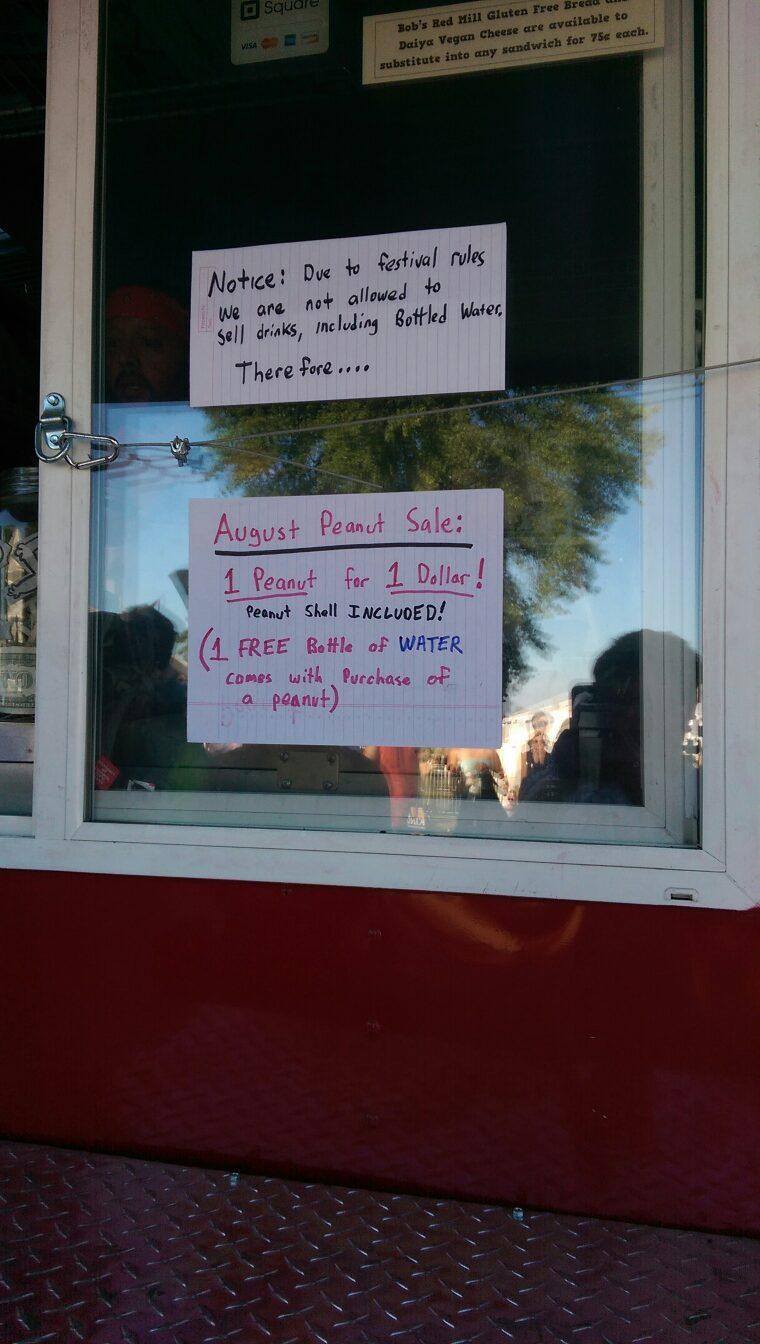 Square
VISA
Bob's Red Mill Gluten Free Bread and
Daiya Vegan Cheese are available to
substitute into any sandwich for 75¢ each.
Notice: Due to festival rules
we are not allowed to
sell drinks, including Bottled Water.
Therefore....
August Peanut Sale:
1 Peanut for 1 Dollar!
Peanut Shell INCLUDED!
(1 FREE Bottle of WATER
comes with Purchase of
a peanut)